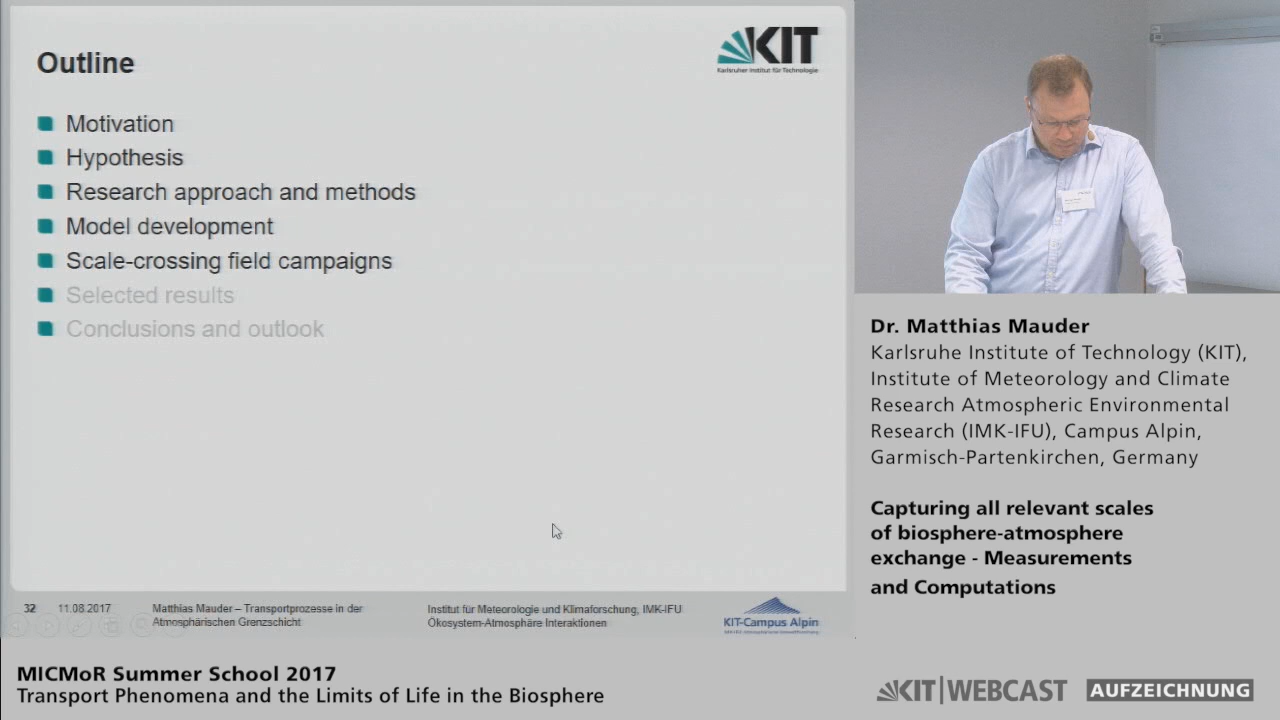 Outline
KIT
Karlsruher Institut für Technologie
Motivation
Hypothesis
Research approach and methods
Model development
Scale-crossing field campaigns
Selected results
Conclusions and outlook
32 11.08.2017
Matthias Mauder – Transportprozesse in der
Atmosphärischen Grenzschicht
Institut für Meteorologie und Klimaforschung, IMK-IFU
Ökosystem-Atmosphäre Interaktionen
KIT-Campus Alpin
Dr. Matthias Mauder
Karlsruhe Institute of Technology (KIT),
Institute of Meteorology and Climate
Research Atmospheric Environmental
Research (IMK-IFU), Campus Alpin,
Garmisch-Partenkirchen, Germany
Capturing all relevant scales
of biosphere-atmosphere
exchange - Measurements
and Computations
MICMoR Summer School 2017
Transport Phenomena and the Limits of Life in the Biosphere
KIT|WEBCAST AUFZEICHNUNG